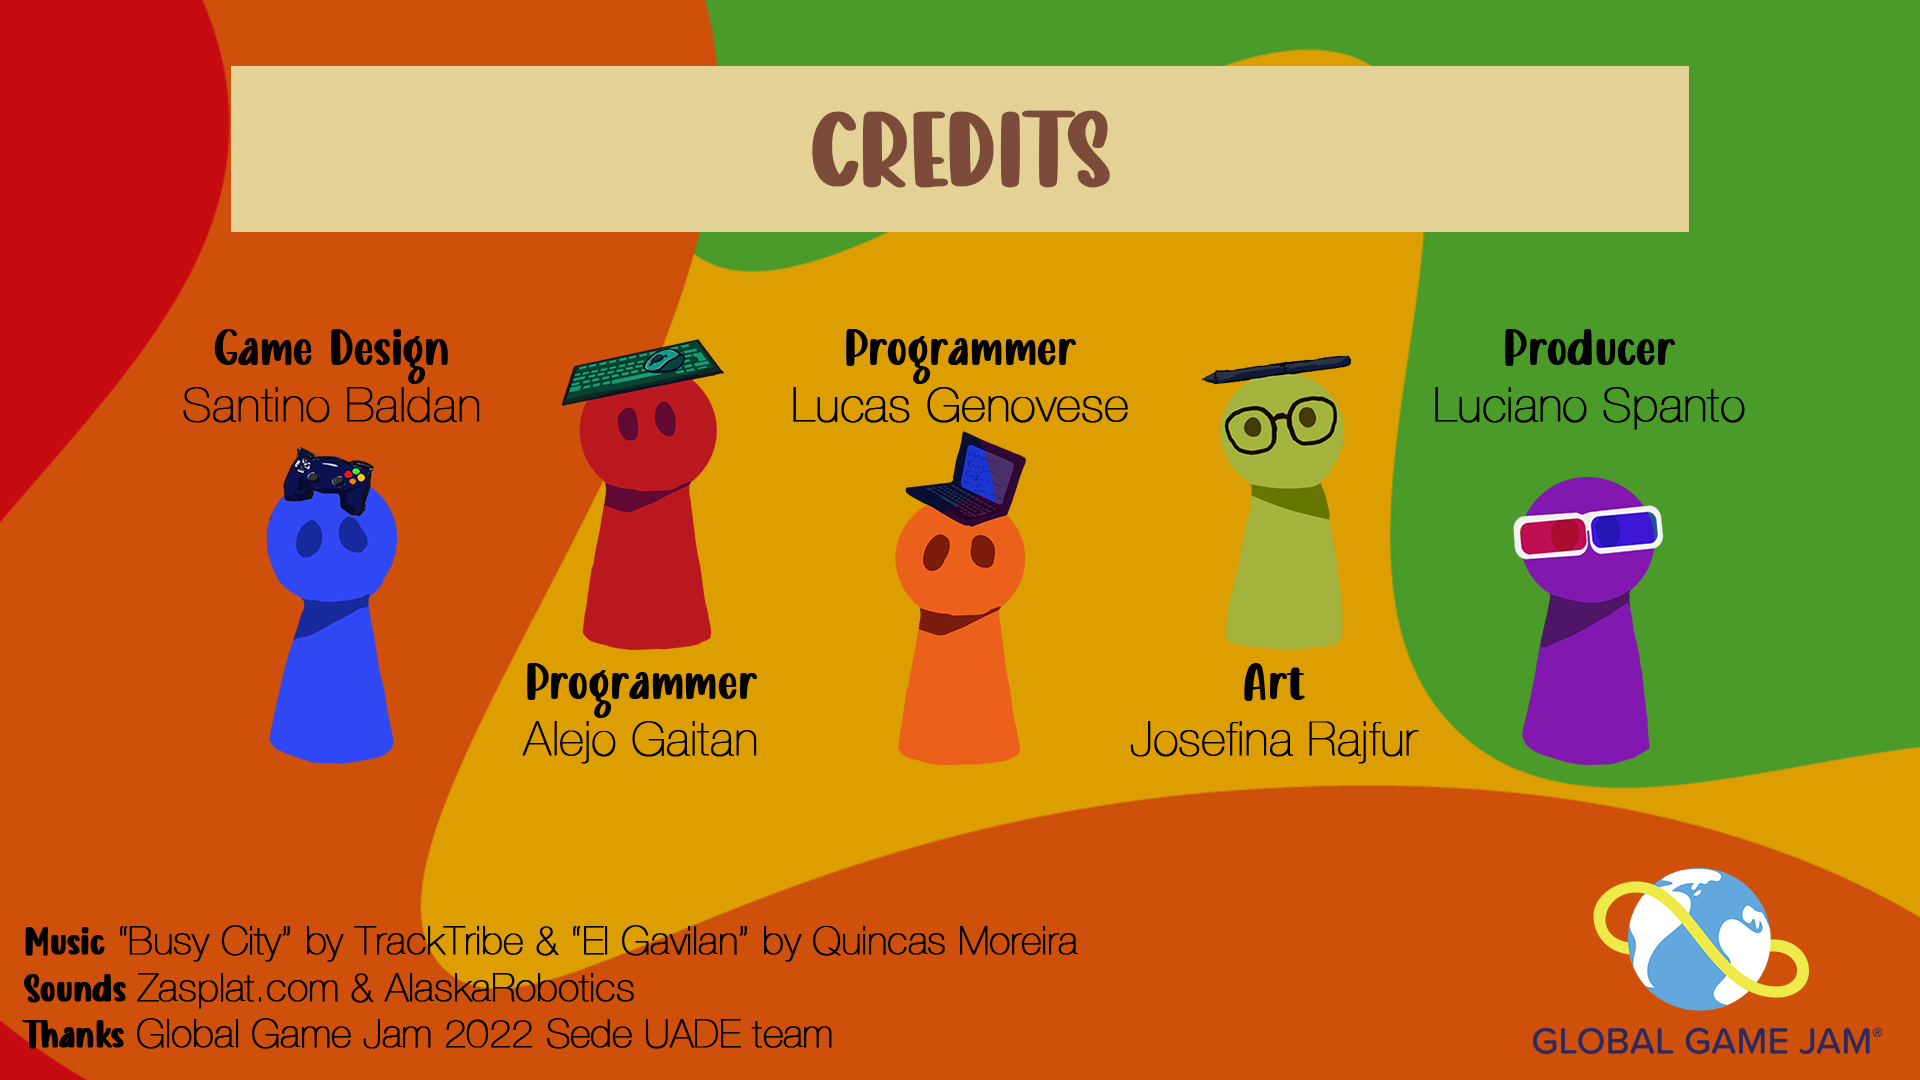 CREDITS
Game Design
Santino Baldan
Programmer
Alejo Gaitan
Programmer
Lucas Genovese
Art
Josefina Rajfur
Producer
Luciano Spanto
Music “Busy City” by TrackTribe & “El Gavilan” by Quincas Moreira
Sounds Zasplat.com & AlaskaRobotics
Thanks Global Game Jam 2022 Sede UADE team
GLOBAL GAME JAM®